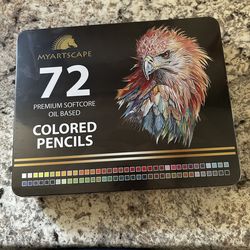 MYARTSCAPE
72
PREMIUM SOFTCORE
OIL BASED
COLORED
PENCILS